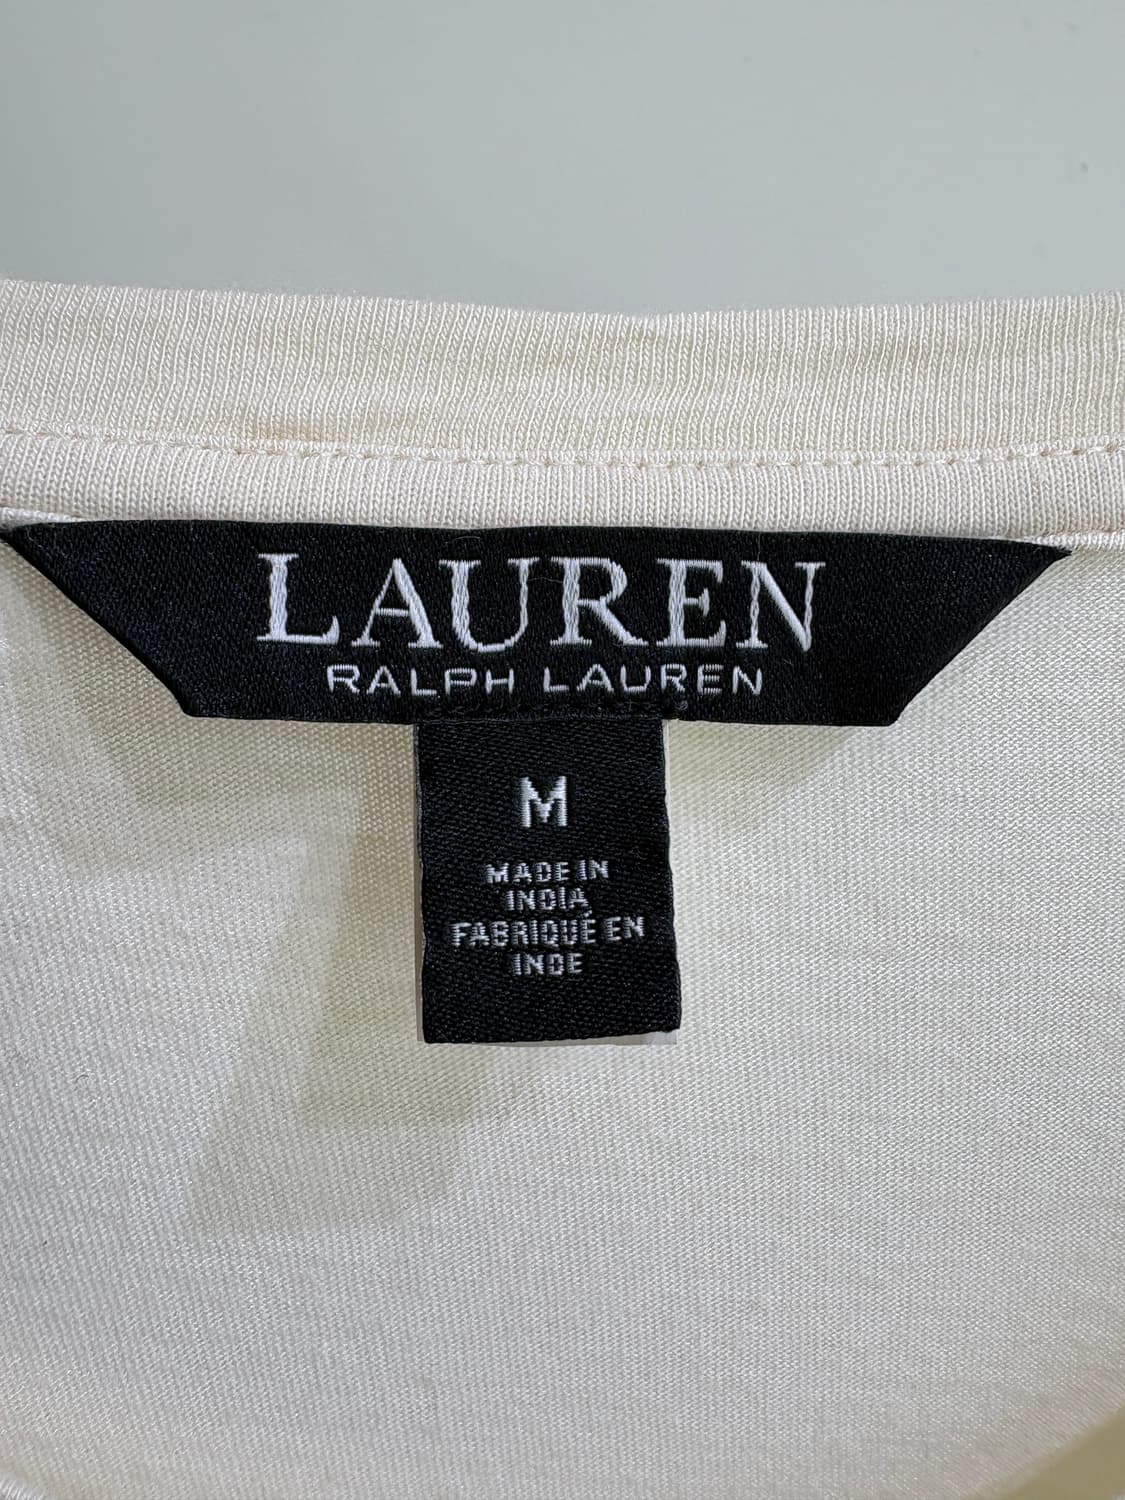 LAUREN
RALPH LAUREN
M
MADE IN
INDIA
FABRIQUÉ EN
INDE